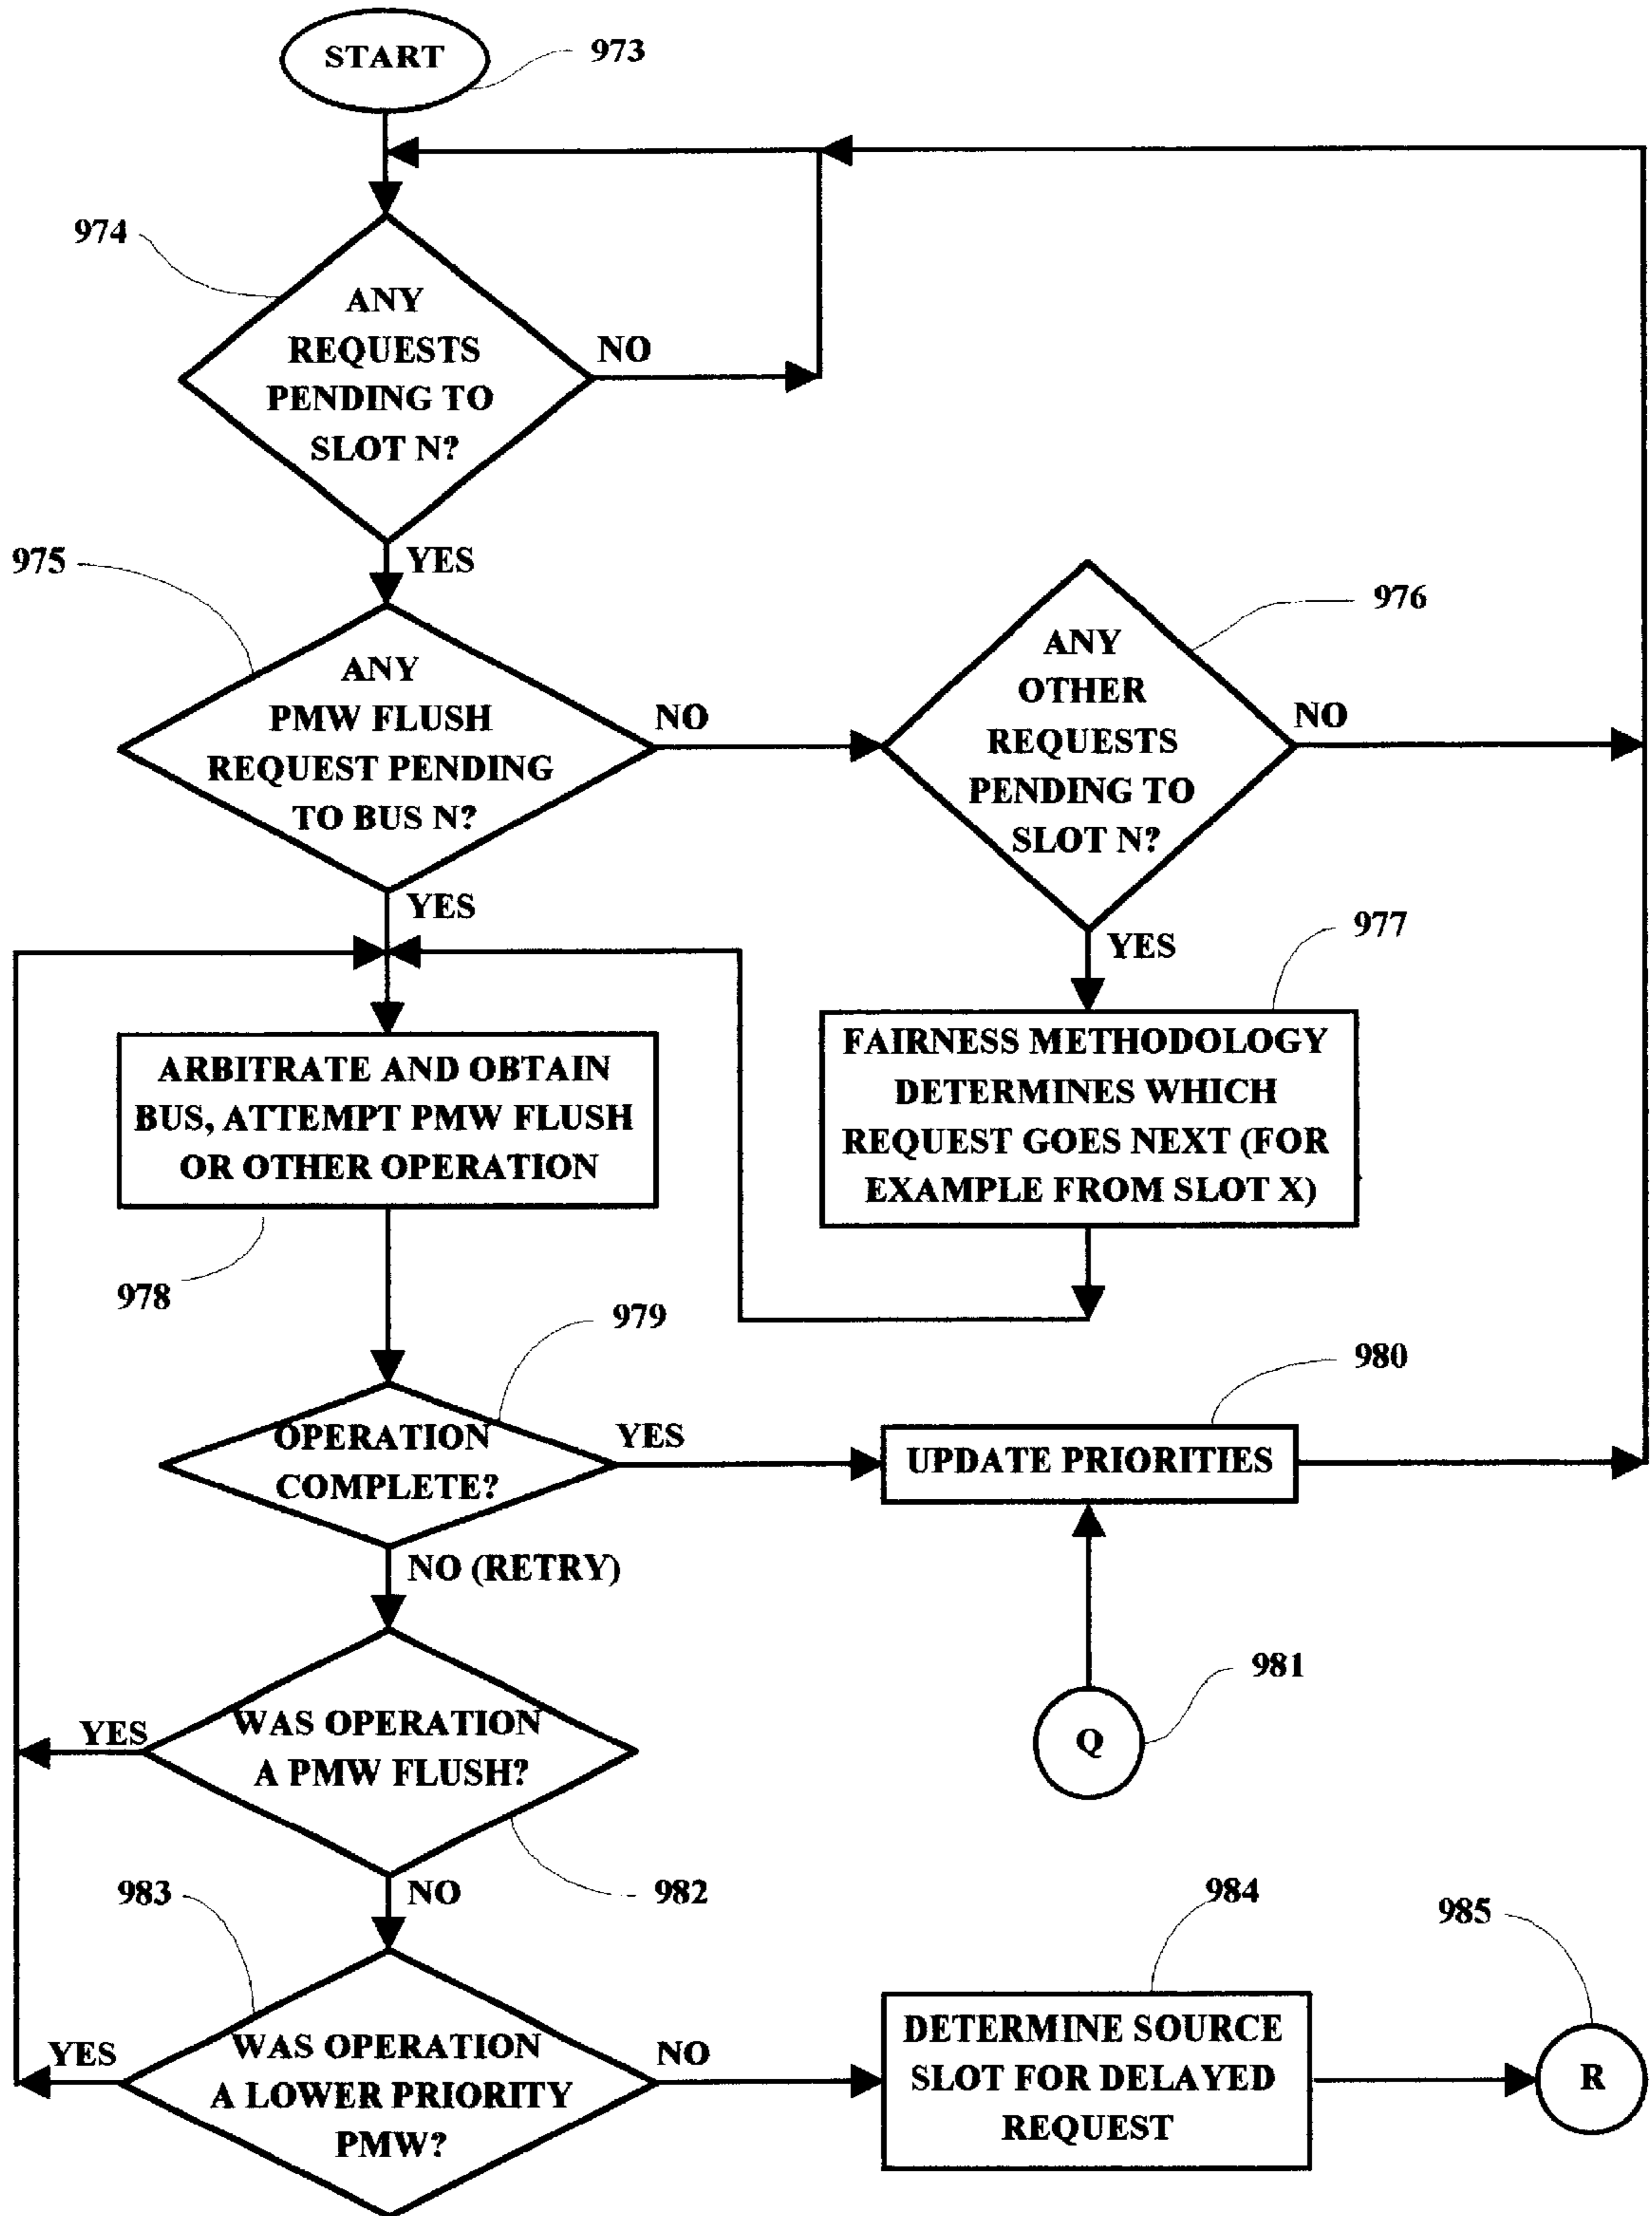 START
973
974
ANY
REQUESTS
PENDING TO
SLOT N?
NO
YES
975
ANY
PMW FLUSH
REQUEST PENDING
TO BUS N?
NO
YES
976
ANY
OTHER
REQUESTS
PENDING TO
SLOT N?
NO
YES
977
FAIRNESS METHODOLOGY
DETERMINES WHICH
REQUEST GOES NEXT (FOR
EXAMPLE FROM SLOT X)
ARBITRATE AND OBTAIN
BUS, ATTEMPT PMW FLUSH
OR OTHER OPERATION
978
979
OPERATION
COMPLETE?
YES
NO (RETRY)
980
UPDATE PRIORITIES
981
Q
WAS OPERATION
A PMW FLUSH?
YES
982
NO
983
WAS OPERATION
A LOWER PRIORITY
PMW?
YES
NO
984
DETERMINE SOURCE
SLOT FOR DELAYED
REQUEST
985
R